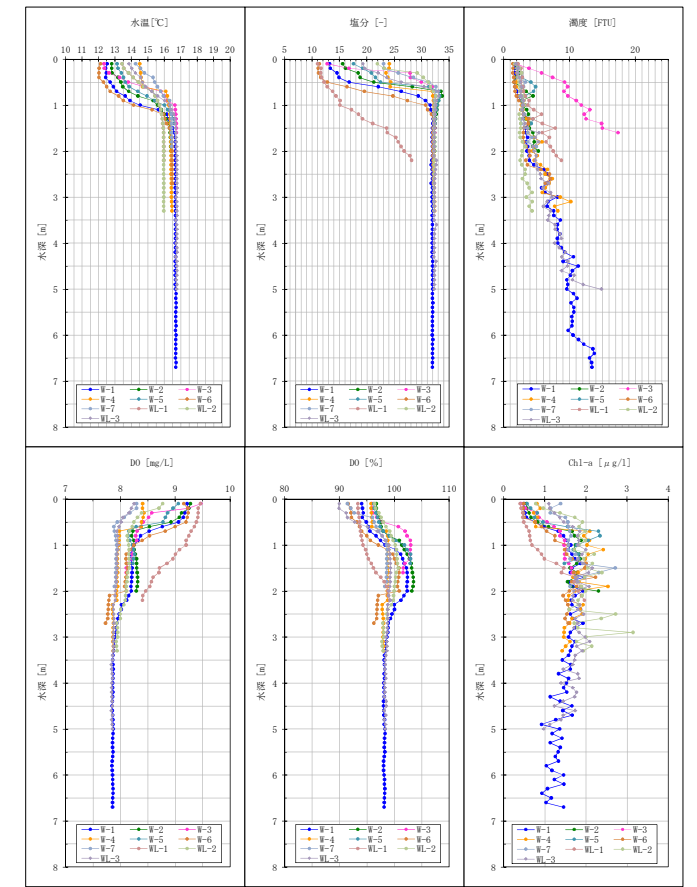 水温[℃]
10 11 12 13 14 15 16 17 18 19 20
0
1
2
3
4
5
6
7
8
水深 [m]
W-1 W-2 W-3
W-4 W-5 W-6
W-7 WL-1 WL-2
WL-3
塩分 [-]
5 10 15 20 25 30 35
0
1
2
3
4
5
6
7
8
水深 [m]
W-1 W-2 W-3
W-4 W-5 W-6
W-7 WL-1 WL-2
WL-3
濁度 [FTU]
0 10 20
0
1
2
3
4
5
6
7
8
水深 [m]
W-1 W-2 W-3
W-4 W-5 W-6
W-7 WL-1 WL-2
WL-3
DO [mg/L]
7 8 9 10
0
1
2
3
4
5
6
7
8
水深 [m]
W-1 W-2 W-3
W-4 W-5 W-6
W-7 WL-1 WL-2
WL-3
DO [%]
80 90 100 110
0
1
2
3
4
5
6
7
8
水深 [m]
W-1 W-2 W-3
W-4 W-5 W-6
W-7 WL-1 WL-2
WL-3
Chl-a [μg/l]
0 1 2 3 4
0
1
2
3
4
5
6
7
8
水深 [m]
W-1 W-2 W-3
W-4 W-5 W-6
W-7 WL-1 WL-2
WL-3